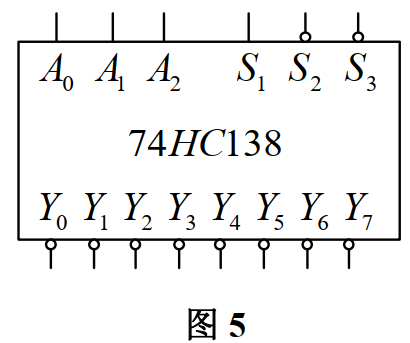 A₀ A₁ A₂ S₁ S₂ S₃
74HC138
Y₀ Y₁ Y₂ Y₃ Y₄ Y₅ Y₆ Y₇
图 5